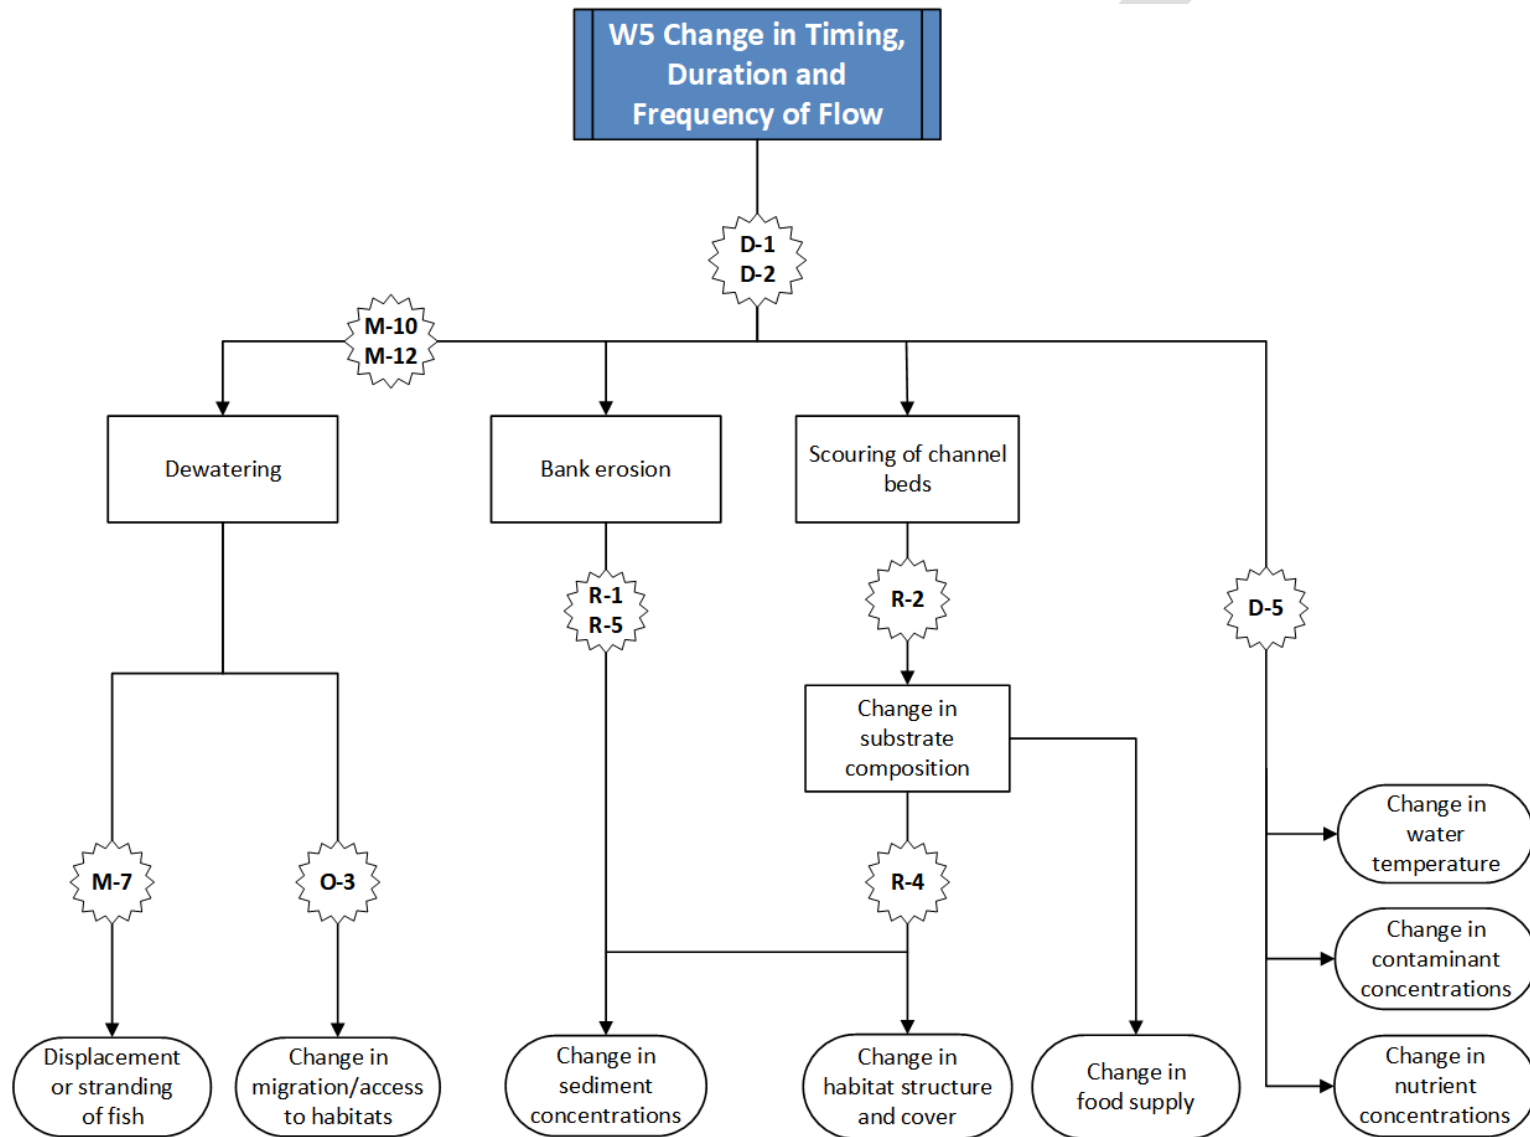 W5 Change in Timing,
Duration and
Frequency of Flow
D-1
D-2
M-10
M-12
Dewatering
Bank erosion
Scouring of channel
beds
R-1
R-5
R-2
D-5
Change in
substrate
composition
M-7
O-3
R-4
Change in
water
temperature
Change in
contaminant
concentrations
Displacement
or stranding
of fish
Change in
migration/access
to habitats
Change in
sediment
concentrations
Change in
habitat structure
and cover
Change in
food supply
Change in
nutrient
concentrations